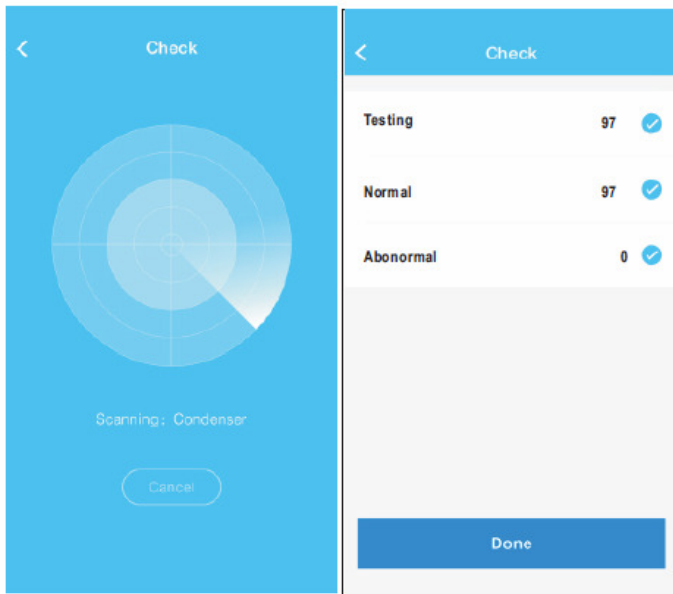 Check
Scanning: Condenser
Cancel
Check
Testing 97
Normal 97
Abonormal 0
Done